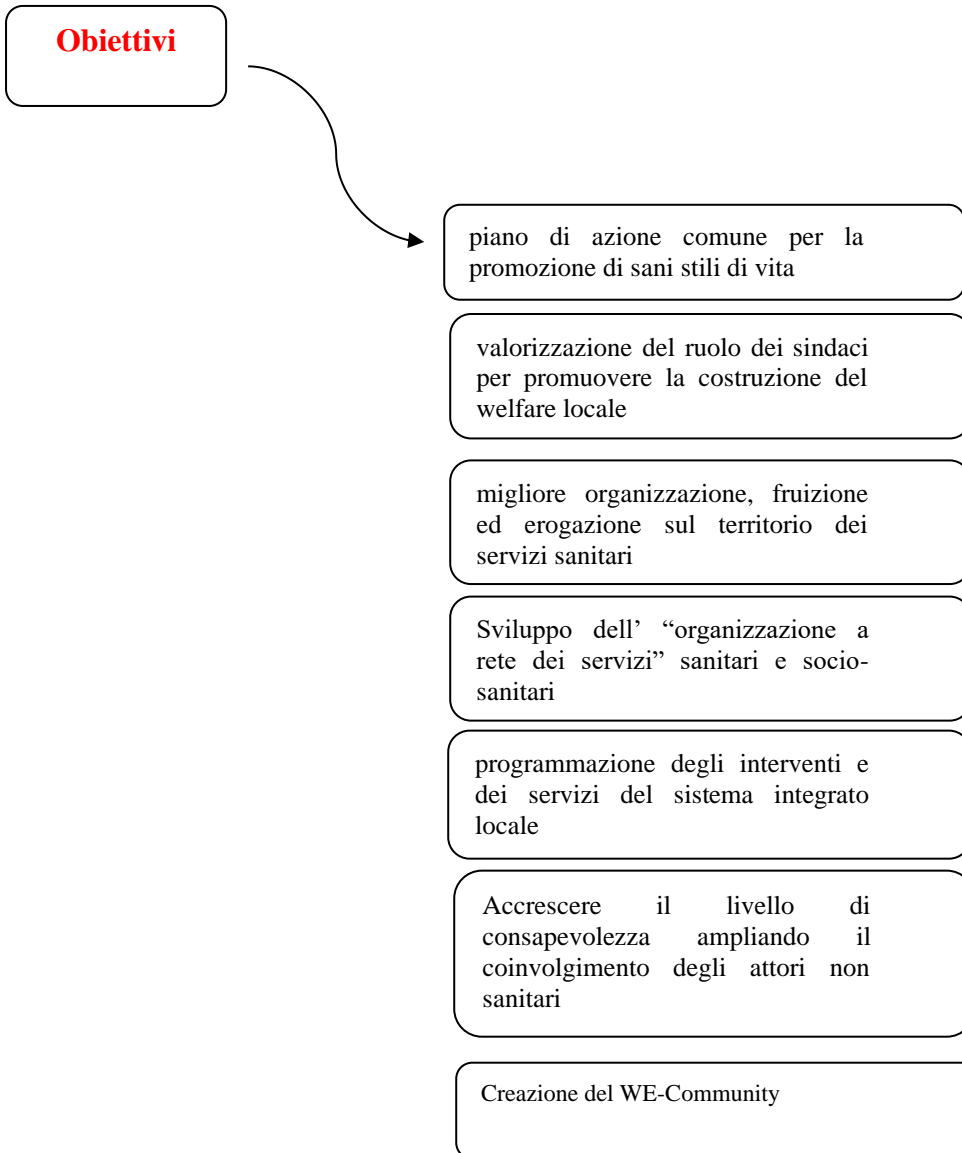 Obiettivi
piano di azione comune per la
promozione di sani stili di vita
valorizzazione del ruolo dei sindaci
per promuovere la costruzione del
welfare locale
migliore organizzazione, fruizione
ed erogazione sul territorio dei
servizi sanitari
Sviluppo dell' “organizzazione a
rete dei servizi” sanitari e socio-
sanitari
programmazione degli interventi e
dei servizi del sistema integrato
locale
Accrescere il livello di
consapevolezza ampliando il
coinvolgimento degli attori non
sanitari
Creazione del WE-Community